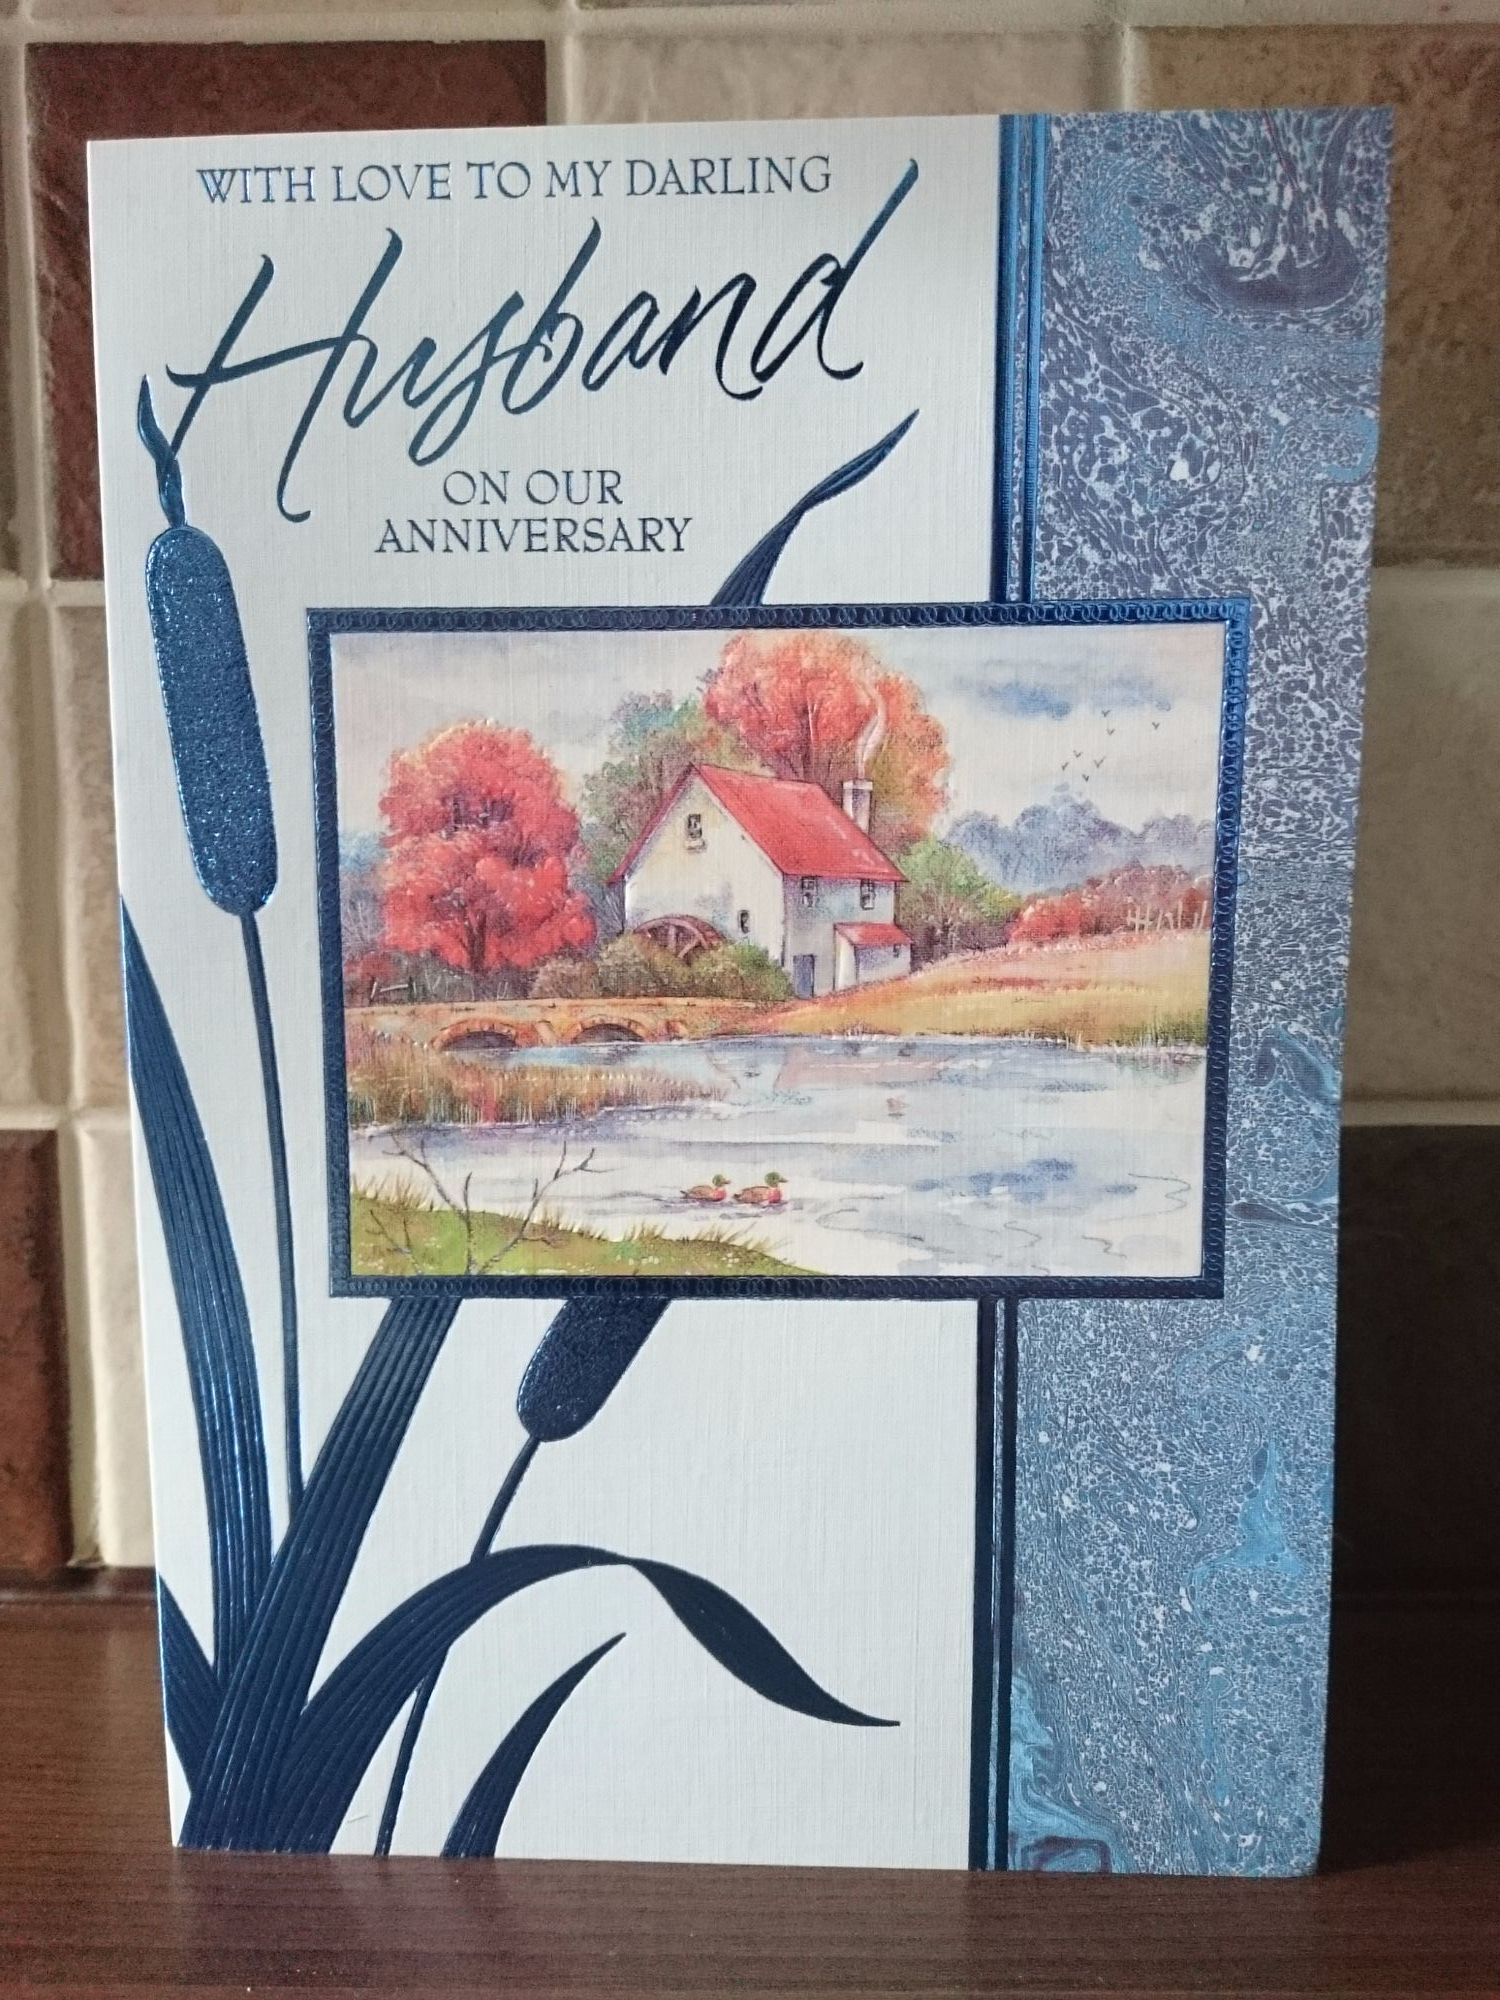 WITH LOVE TO MY DARLING
Husband
ON OUR
ANNIVERSARY